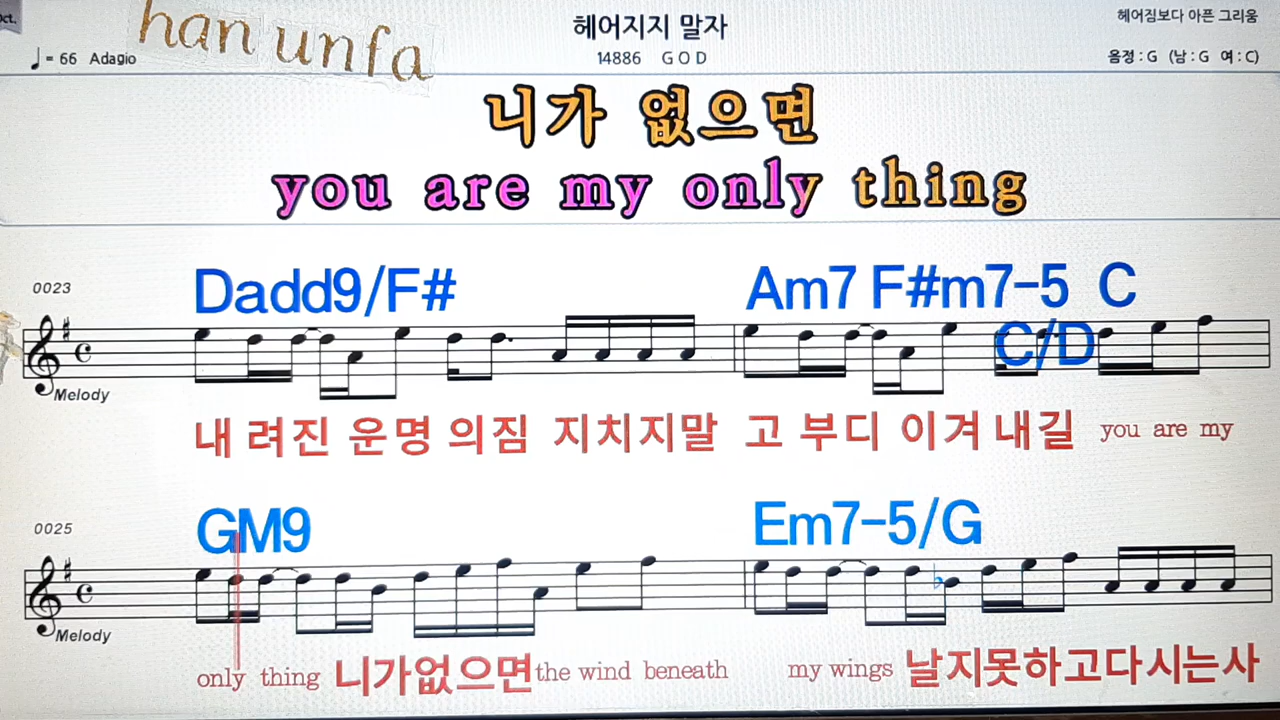 oct.
han unfa
헤어지지 말자
헤어짐보다 아픈 그리움
♩= 66 Adagio
14886 G O D
음정 : G (남 : G 여 : C)
니가 없으면
you are my only thing
0023
Dadd9/F# Am7 F#m7-5 C
C/D
Melody
내 려진 운명 의짐 지치지말 고 부디 이겨 내길 you are my
0025
GM9 Em7-5/G
Melody
only thing 니가없으면 the wind beneath my wings 날지못하고다시는사